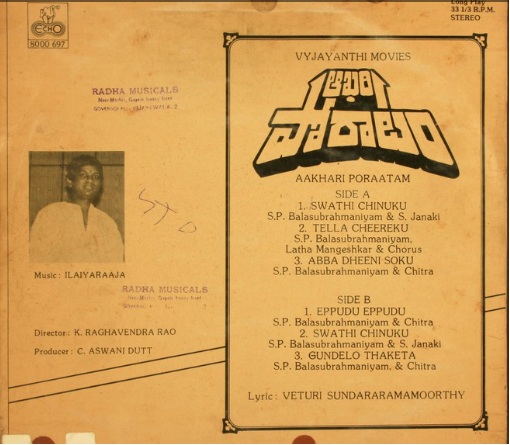 Long Play
33 1/3 R.P.M.
STEREO
ECHO
8000 697
RADHA MUSICALS
VYJAYANTHI MOVIES
ఆఖరి
పోరాటం
AAKHARI PORAATAM
SIDE A
1. SWATHI CHINUKU
S.P. Balasubrahmaniyam & S. Janaki
2. TELLA CHEEREKU
S.P. Balasubrahmaniyam,
Latha Mangeshkar & Chorus
3. ABBA DHEENI SOKU
S.P. Balasubrahmaniyam & Chitra
SIDE B
1. EPPUDU EPPUDU
S.P. Balasubrahmaniyam & Chitra
2. SWATHI CHINUKU
S.P. Balasubrahmaniyam & S. Janaki
3. GUNDELO THAKETA
S.P. Balasubrahmaniyam, & Chitra
Lyric : VETURI SUNDARARAMAMOORTHY
STD
Music : ILAIYARAAJA
RADHA MUSICALS
Director : K. RAGHAVENDRA RAO
Producer : C. ASWANI DUTT